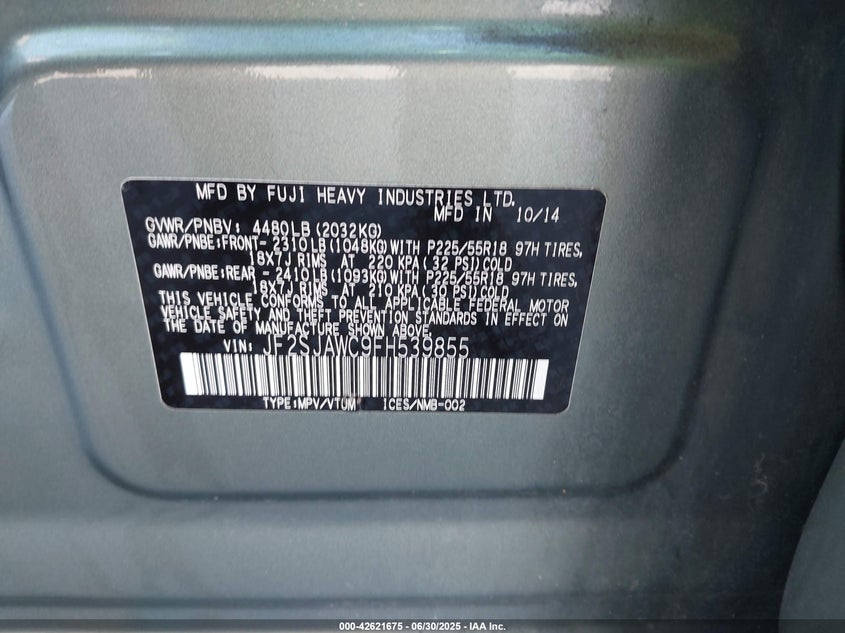 MFD BY FUJI HEAVY INDUSTRIES LTD.
MFD IN 10/14
GVWR/PNBV: 4480LB (2032KG)
GAWR/PNBE:FRONT- 2310LB (1048KG) WITH P225/55R18 97H TIRES,
18X7J RIMS AT 220 KPA (32 PSI) COLD
GAWR/PNBE:REAR - 2410LB (1093KG) WITH P225/55R18 97H TIRES,
18X7J RIMS AT 210 KPA (30 PSI) COLD
THIS VEHICLE CONFORMS TO ALL APPLICABLE FEDERAL MOTOR
VEHICLE SAFETY AND THEFT PREVENTION STANDARDS IN EFFECT ON
THE DATE OF MANUFACTURE SHOWN ABOVE.
VIN: JF2SJAWC9FH539855
TYPE:MPV/VTUM ICES/NMB-002
000-42621675 - 06/30/2025 - IAA Inc.